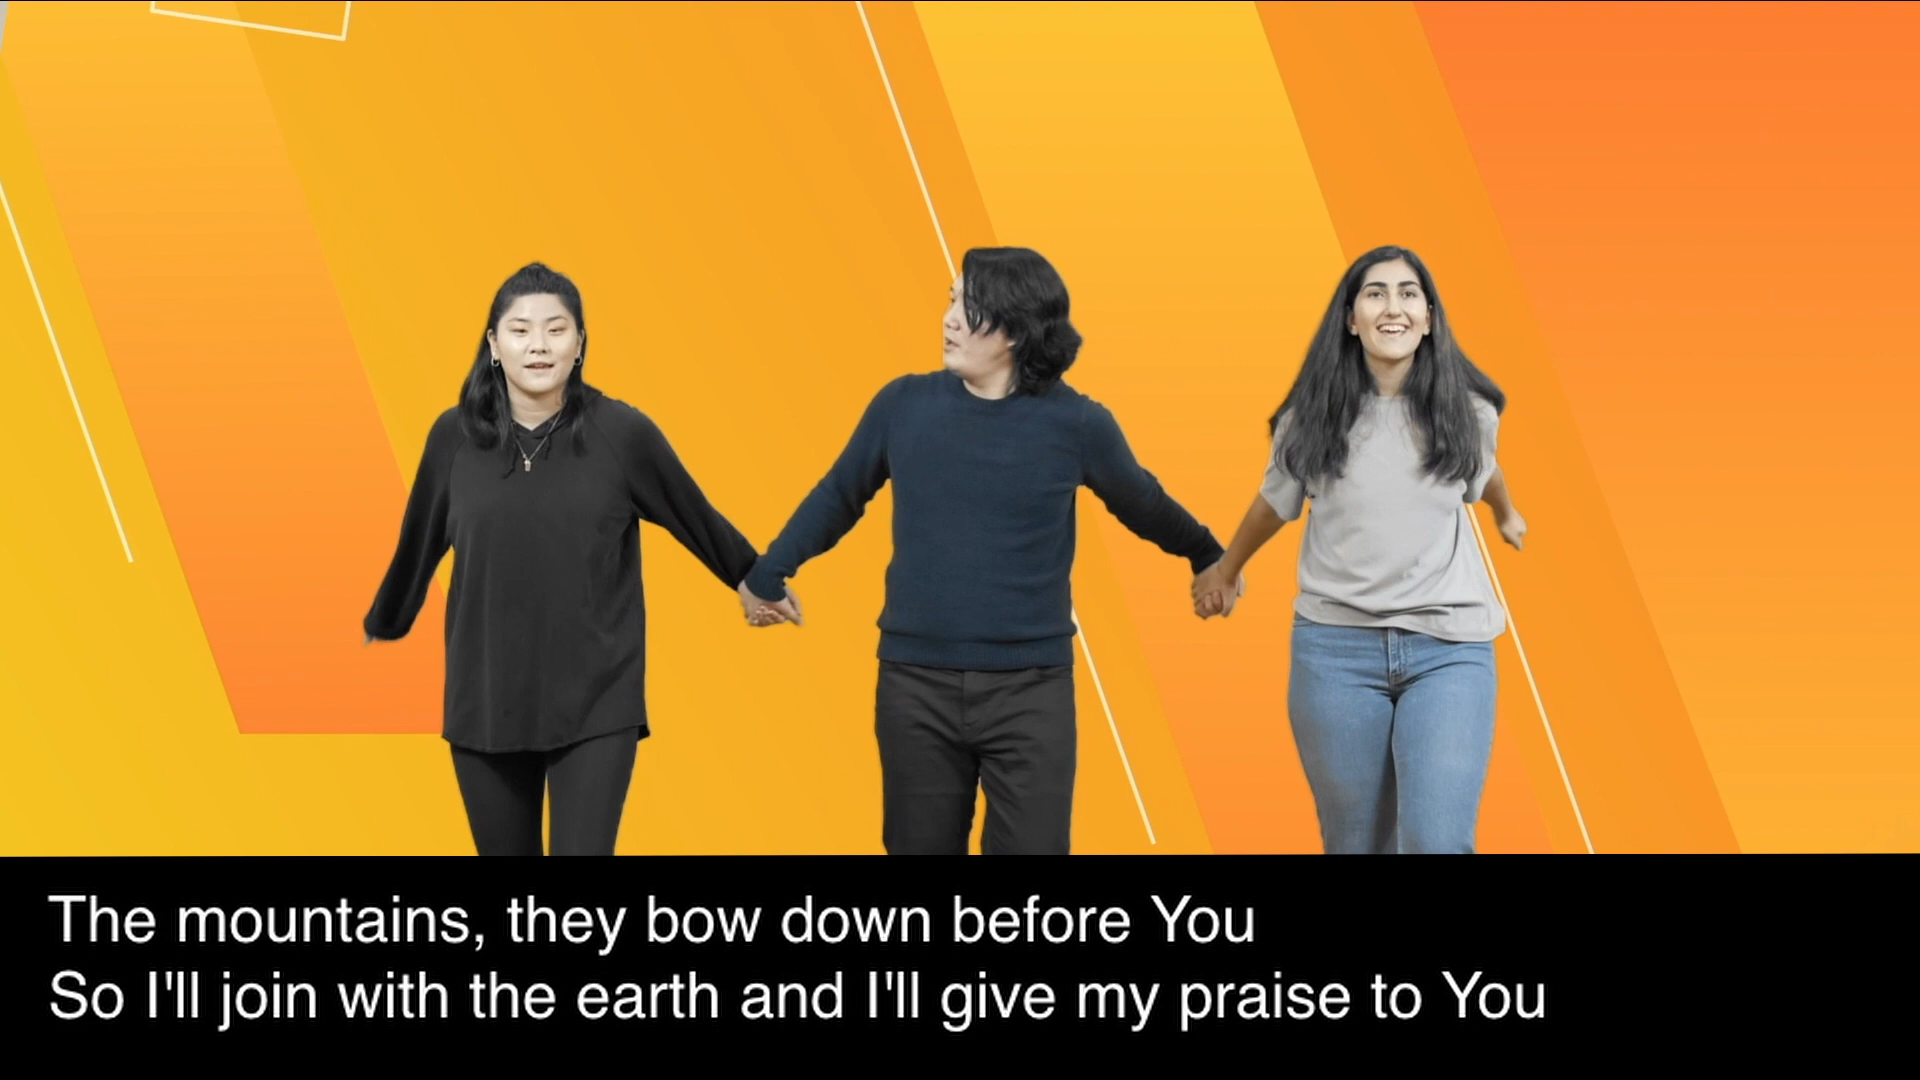 The mountains, they bow down before You
So I'll join with the earth and I'll give my praise to You